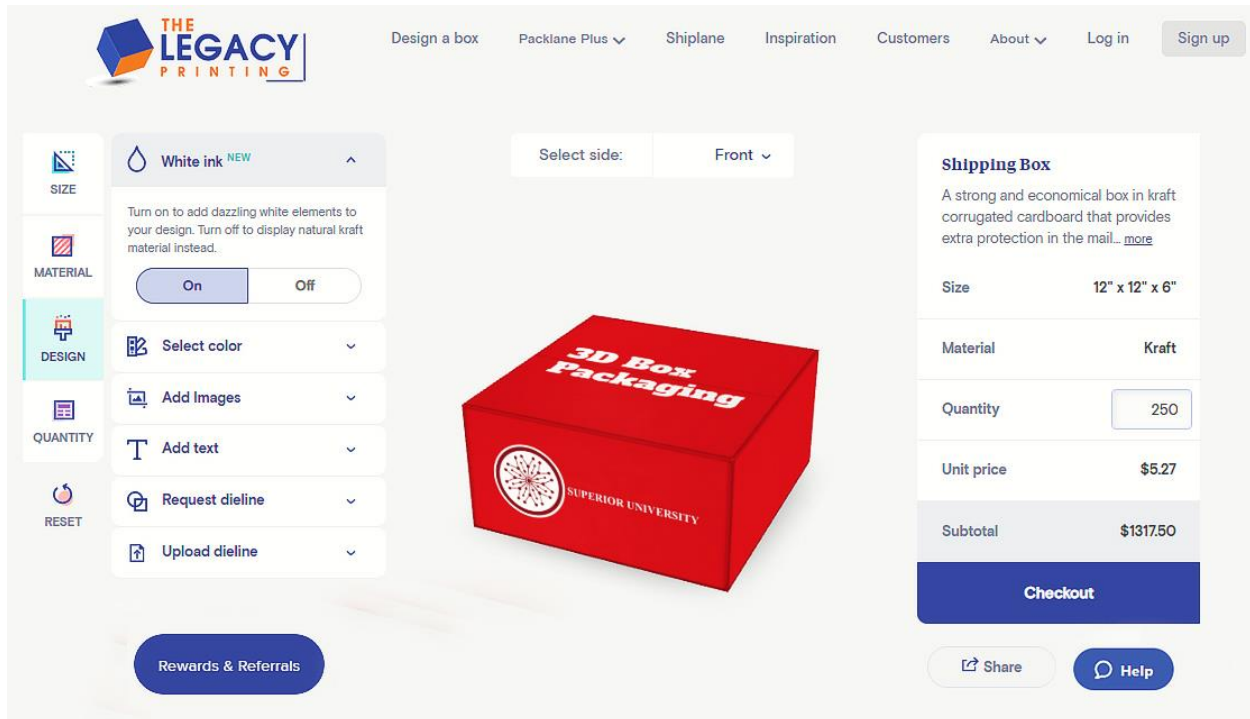 THE
LEGACY
PRINTING
Design a box
Packlane Plus
Shiplane
Inspiration
Customers
About
Log in
Sign up
SIZE
MATERIAL
DESIGN
QUANTITY
RESET
White ink NEW
Turn on to add dazzling white elements to
your design. Turn off to display natural kraft
material instead.
On
Off
Select color
Add Images
Add text
Request dieline
Upload dieline
Rewards & Referrals
Select side:
Front
3D Box
Packaging
SUPERIOR UNIVERSITY
Shipping Box
A strong and economical box in kraft
corrugated cardboard that provides
extra protection in the mail... more
Size 12" x 12" x 6"
Material Kraft
Quantity 250
Unit price $5.27
Subtotal $1317.50
Checkout
Share
Help